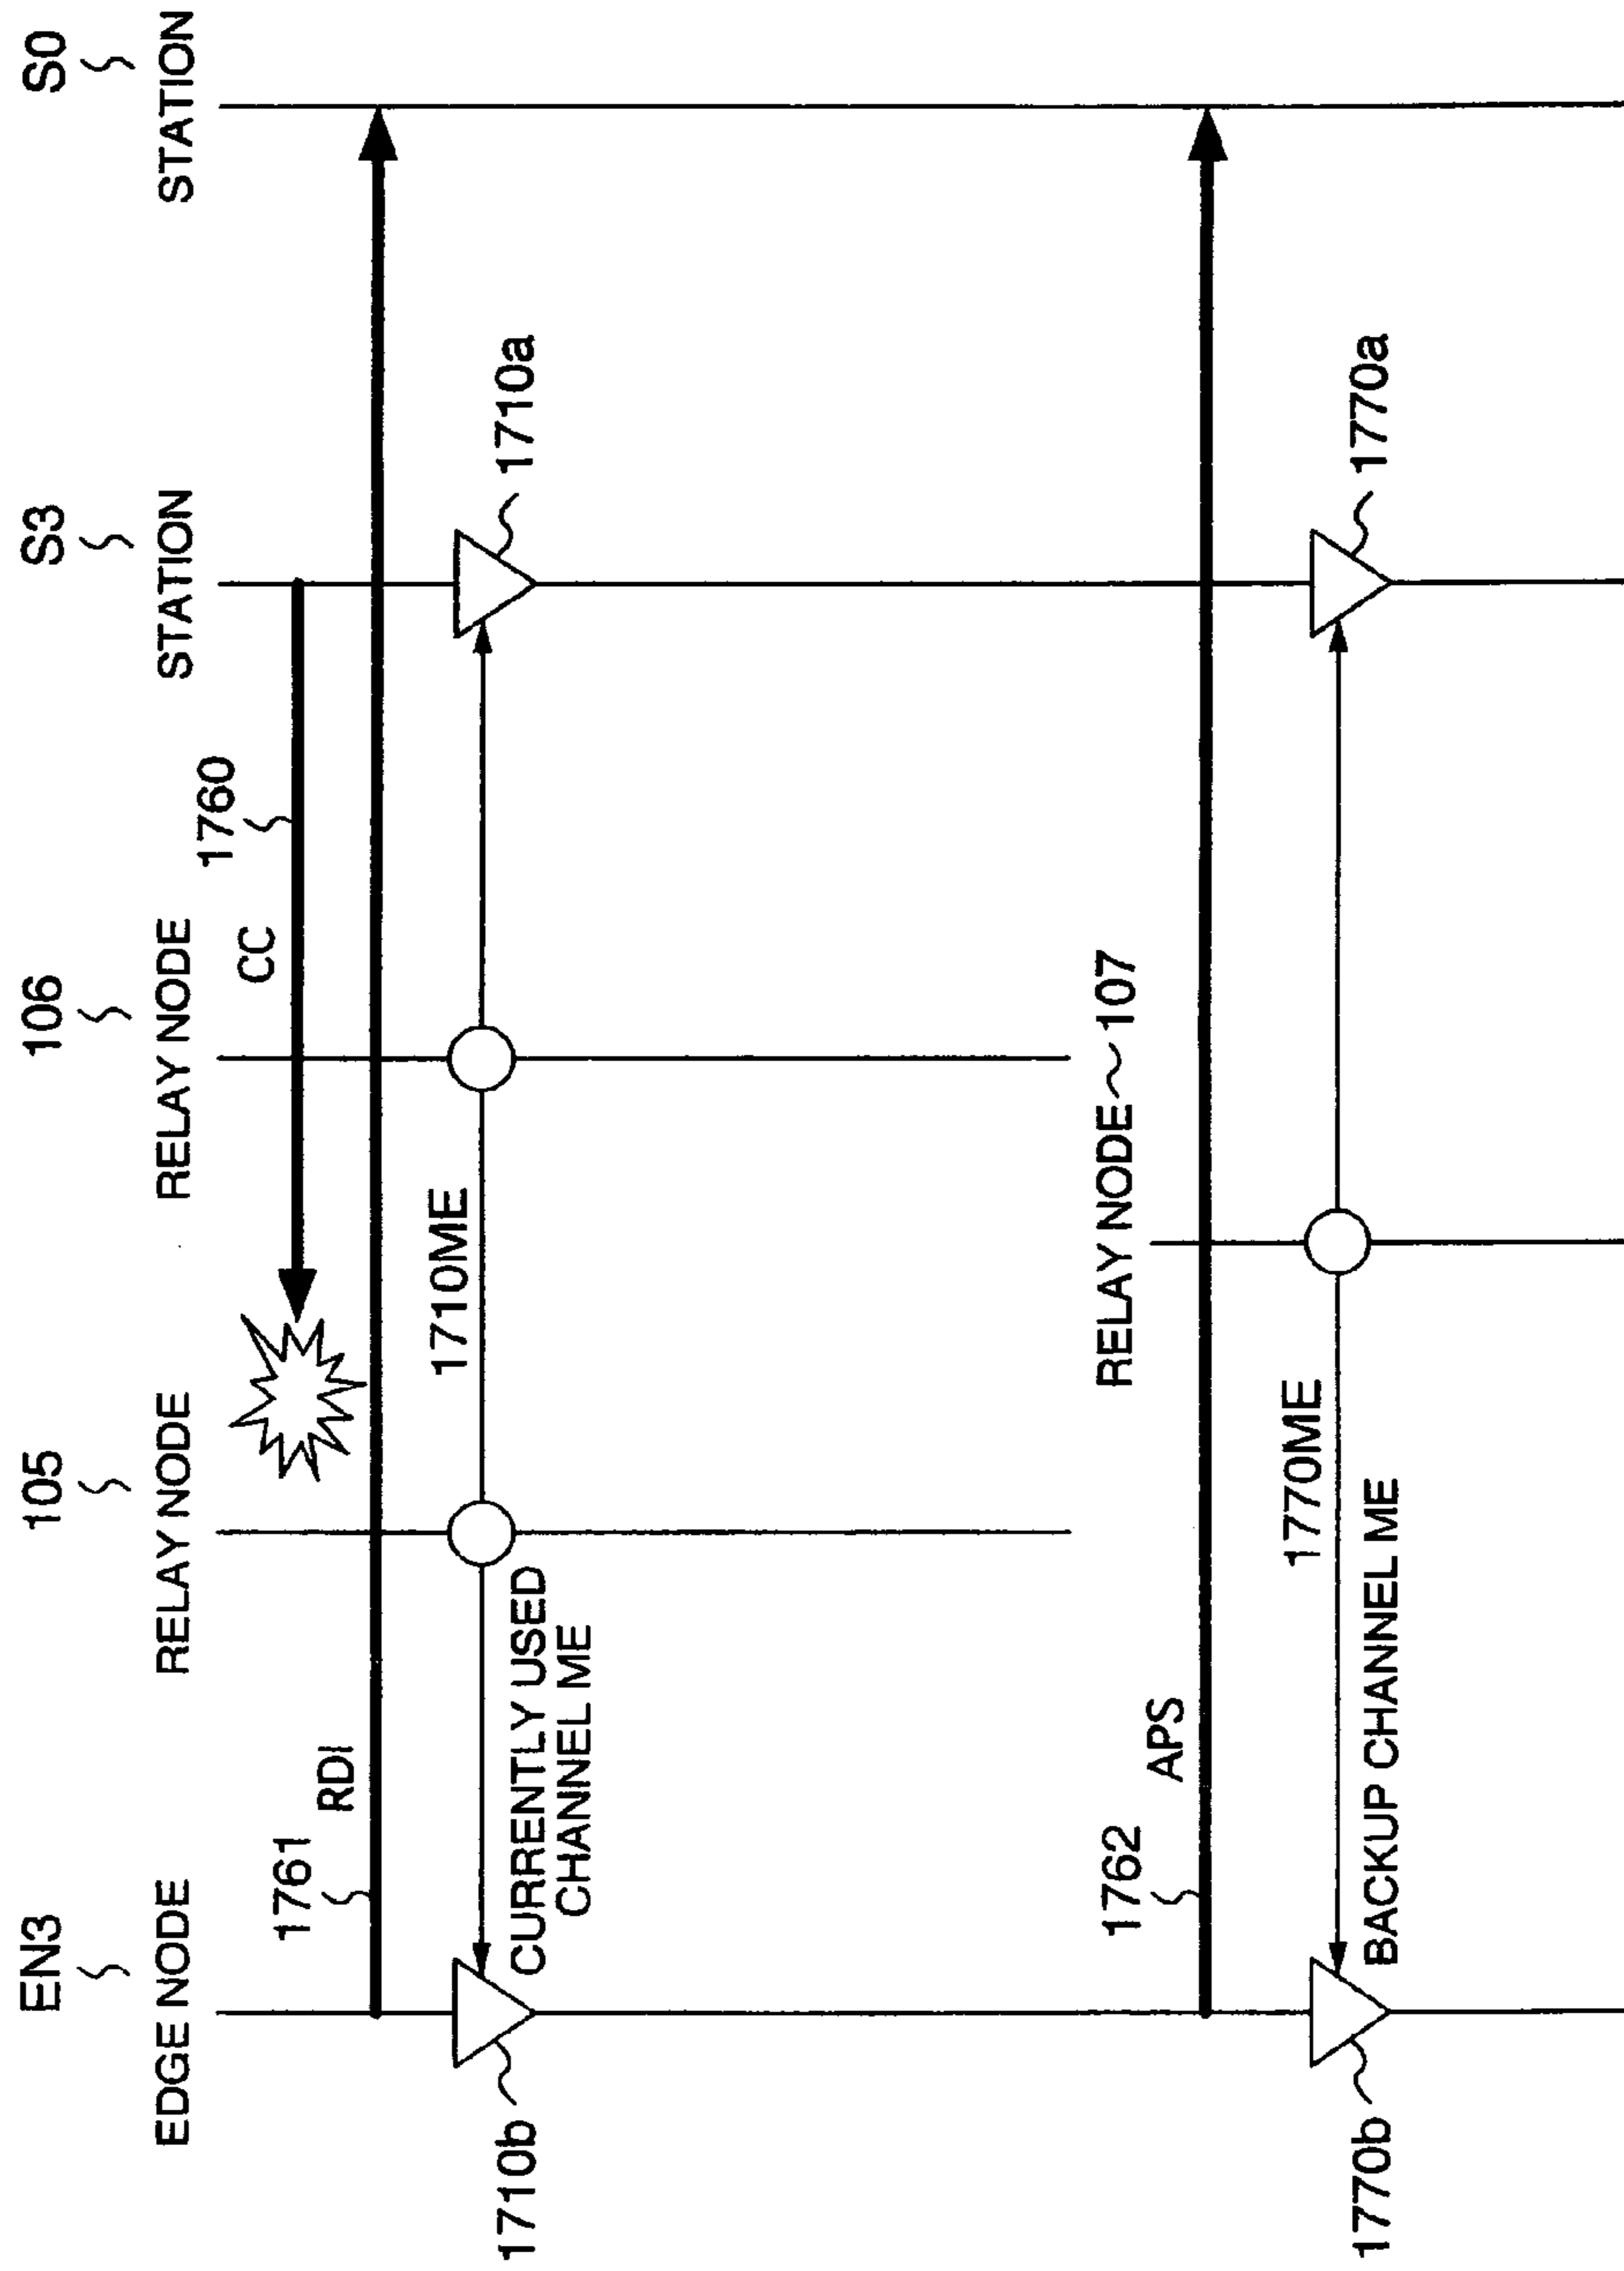 EN3
EDGE NODE
105
RELAY NODE
106
RELAY NODE
S3
STATION
S0
STATION
CC
1760
1761
RDI
1710ME
1710b
CURRENTLY USED
CHANNEL ME
1710a
RELAY NODE 107
1762
APS
1770ME
1770b
BACKUP CHANNEL ME
1770a